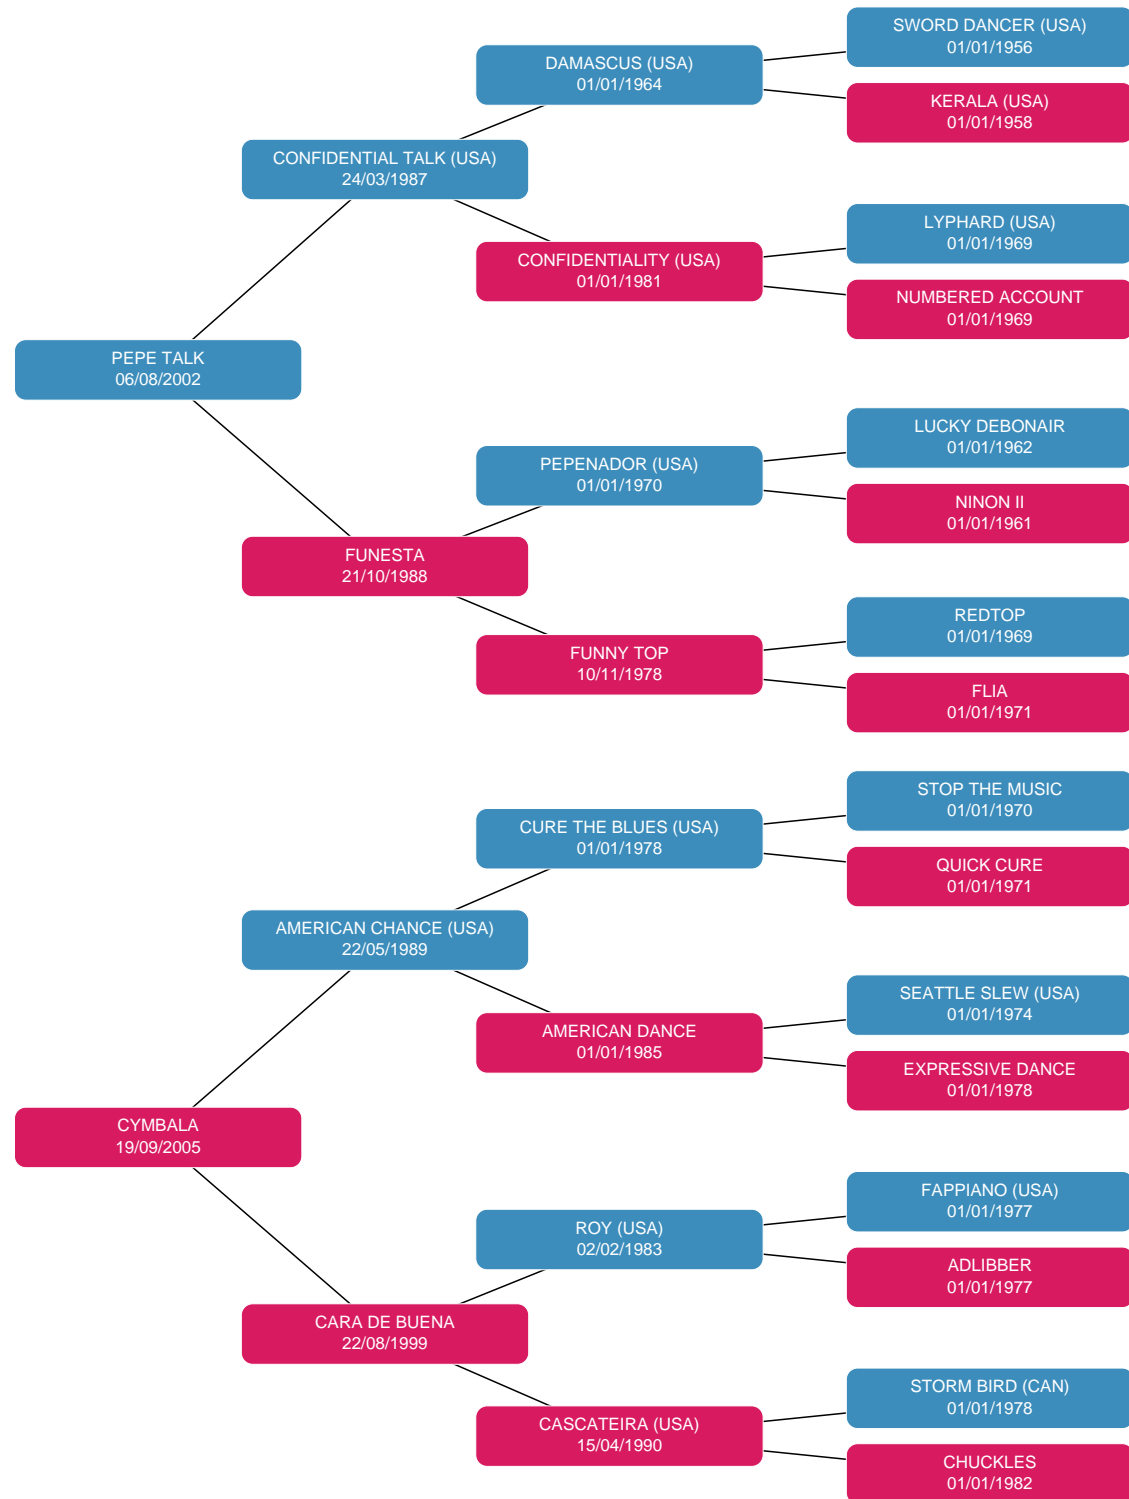 SWORD DANCER (USA)
01/01/1956
DAMASCUS (USA)
01/01/1964
KERALA (USA)
01/01/1958
CONFIDENTIAL TALK (USA)
24/03/1987
LYPHARD (USA)
01/01/1969
CONFIDENTIALITY (USA)
01/01/1981
NUMBERED ACCOUNT
01/01/1969
PEPE TALK
06/08/2002
LUCKY DEBONAIR
01/01/1962
PEPENADOR (USA)
01/01/1970
NINON II
01/01/1961
FUNESTA
21/10/1988
REDTOP
01/01/1969
FUNNY TOP
10/11/1978
FLIA
01/01/1971
STOP THE MUSIC
01/01/1970
CURE THE BLUES (USA)
01/01/1978
QUICK CURE
01/01/1971
AMERICAN CHANCE (USA)
22/05/1989
SEATTLE SLEW (USA)
01/01/1974
AMERICAN DANCE
01/01/1985
EXPRESSIVE DANCE
01/01/1978
CYMBALA
19/09/2005
FAPPIANO (USA)
01/01/1977
ROY (USA)
02/02/1983
ADLIBBER
01/01/1977
CARA DE BUENA
22/08/1999
STORM BIRD (CAN)
01/01/1978
CASCATEIRA (USA)
15/04/1990
CHUCKLES
01/01/1982